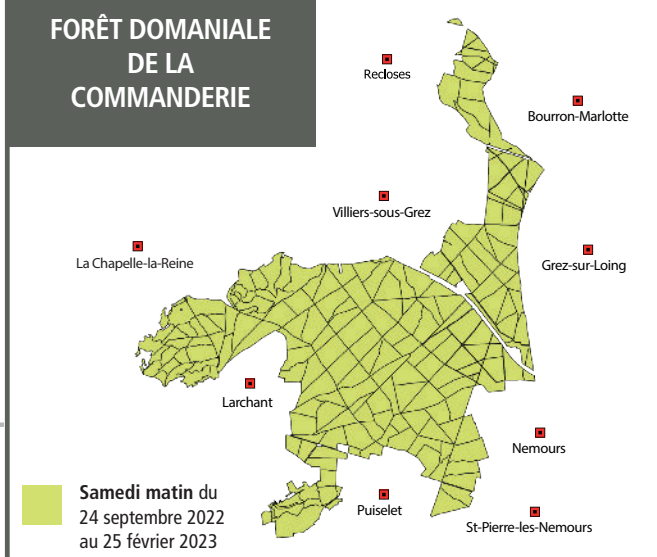 FORÊT DOMANIALE
DE LA
COMMANDERIE
Recloses
Bourron-Marlotte
Villiers-sous-Grez
La Chapelle-la-Reine
Grez-sur-Loing
Larchant
Nemours
Puiselet
St-Pierre-les-Nemours
Samedi matin du
24 septembre 2022
au 25 février 2023